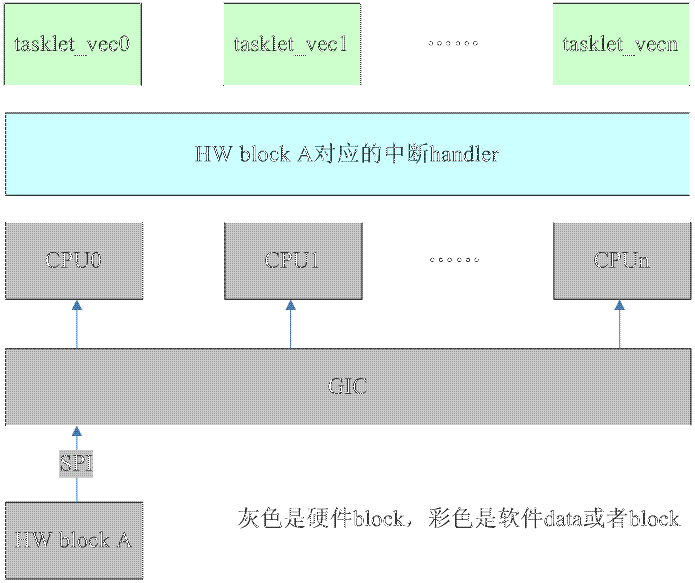 tasklet_vec0 tasklet_vec1 ...... tasklet_vecn
HW block A对应的中断handler
CPU0 CPU1 ...... CPUn
GIC
SPI
HW block A
灰色是硬件block，彩色是软件data或者block